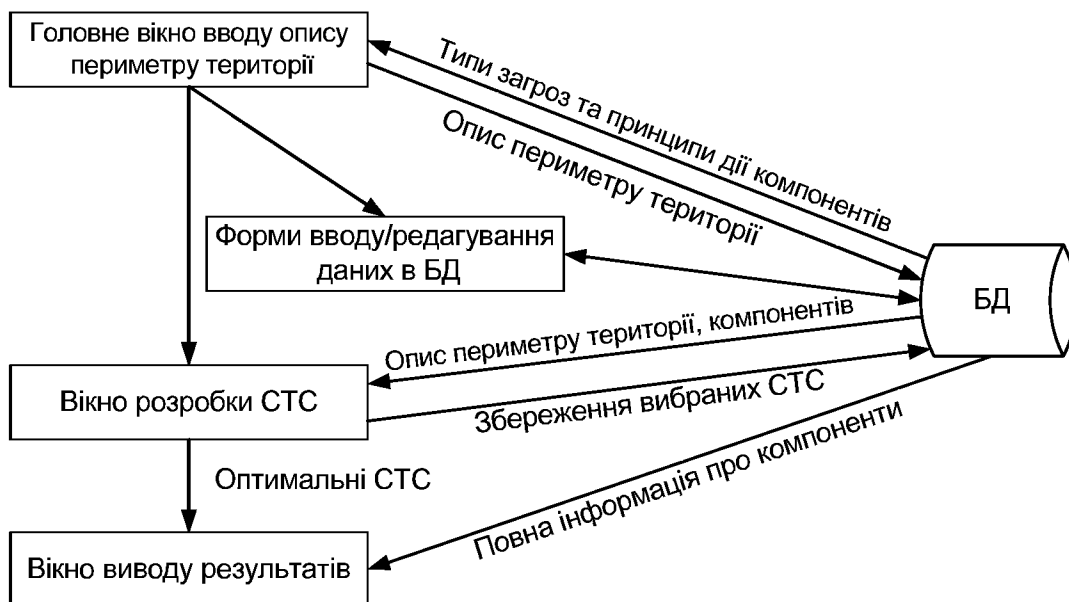 Головне вікно вводу опису
периметру території
Типи загроз та принципи дії компонентів
Опис периметру території
Форми вводу/редагування
даних в БД
БД
Опис периметру території, компонентів
Вікно розробки СТС
Збереження вибраних СТС
Оптимальні СТС
Повна інформація про компоненти
Вікно виводу результатів